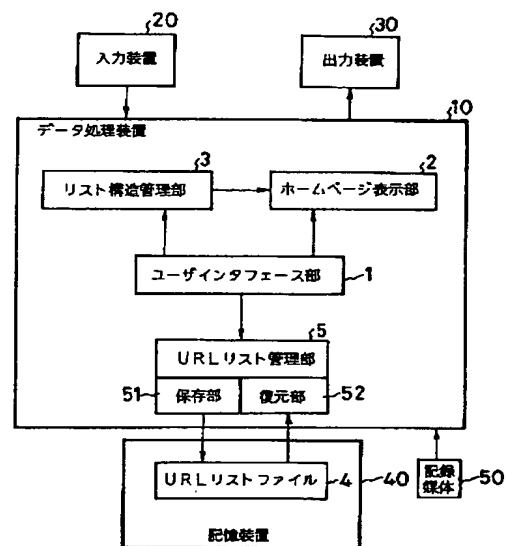 20
30
入力装置
出力装置
10
データ処理装置
3
2
リスト構造管理部
ホームページ表示部
ユーザインタフェース部
1
5
URLリスト管理部
51
保存部
復元部
52
URLリストファイル
4
40
記録
媒体
50
記憶装置